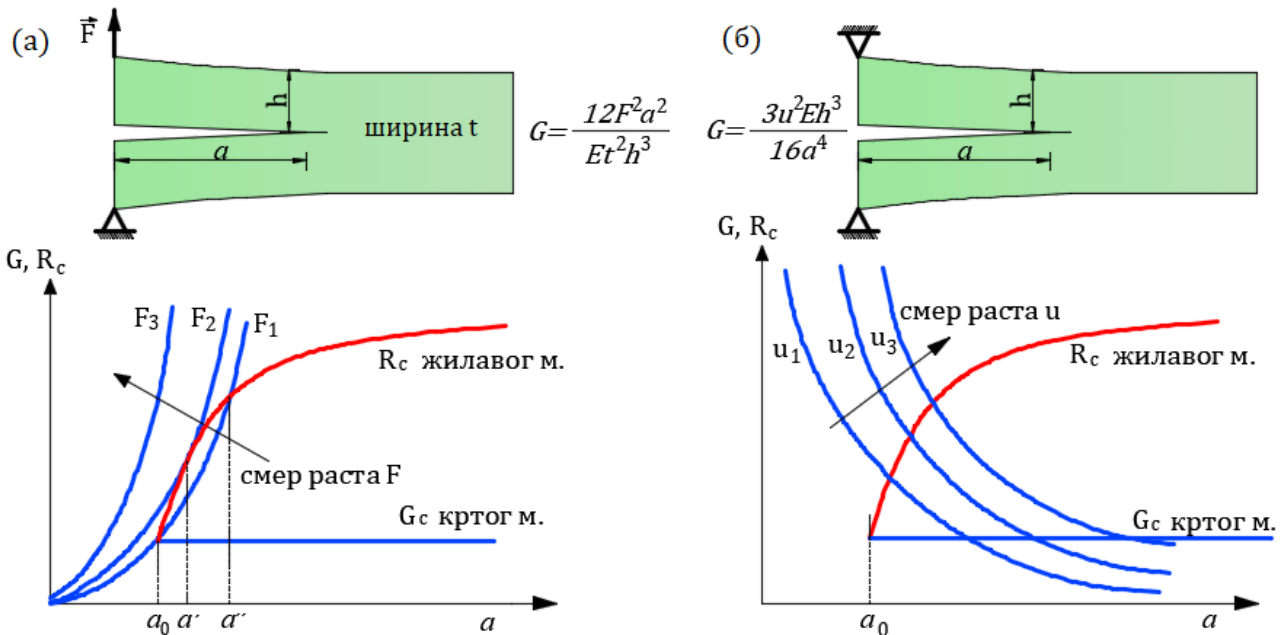 (а)
F
h
ширина t
a
G= 12F²a² / Et²h³
(б)
G= 3u²Eh³ / 16a⁴
h
a
G, Rc
F3
F2
F1
Rc жилавог м.
смер раста F
Gc кртог м.
a0
a´
a´´
a
G, Rc
смер раста u
u1
u2
u3
Rc жилавог м.
Gc кртог м.
a0
a